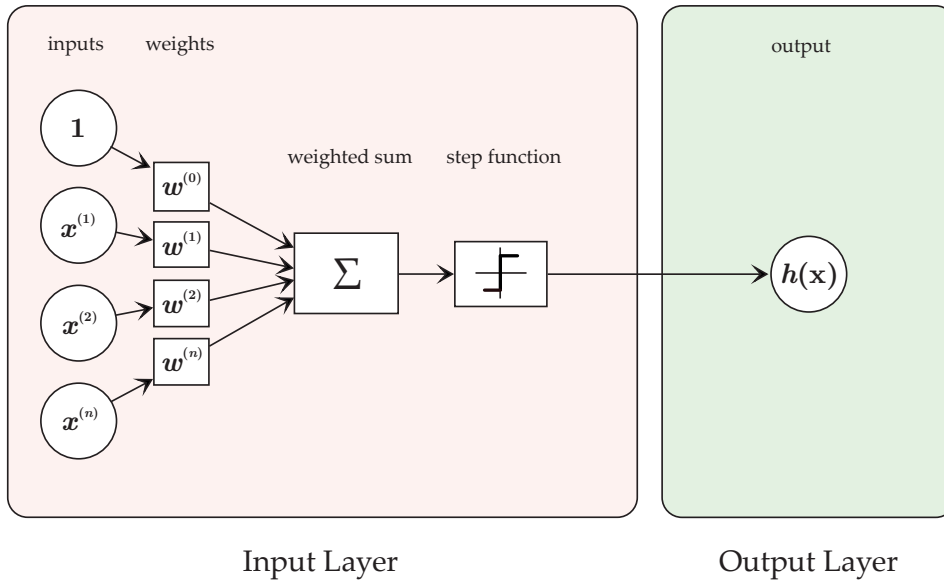 inputs weights output
1
weighted sum step function
w^(0)
x^(1)
w^(1)
Σ
h(x)
w^(2)
x^(2)
w^(n)
x^(n)
Input Layer Output Layer